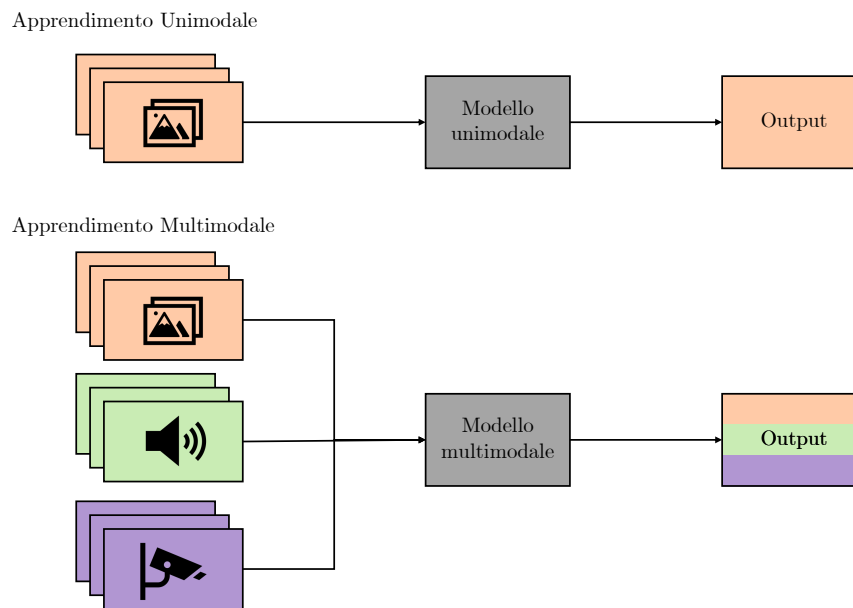 Apprendimento Unimodale
Modello
unimodale
Output
Apprendimento Multimodale
Modello
multimodale
Output